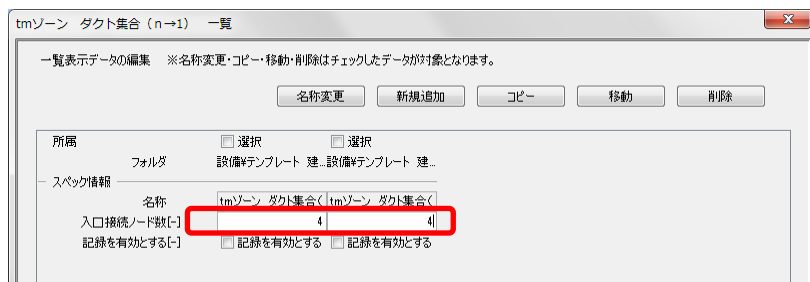 tmゾーン ダクト集合（n→1） 一覧
一覧表示データの編集 ※名称変更・コピー・移動・削除はチェックしたデータが対象となります。
名称変更 新規追加 コピー 移動 削除
所属 選択 選択
フォルダ 設備¥テンプレート 建... 設備¥テンプレート 建...
スペック情報
名称 tmゾーン ダクト集合( tmゾーン ダクト集合(
入口接続ノード数[-] 4 4
記録を有効とする[-] 記録を有効とする 記録を有効とする